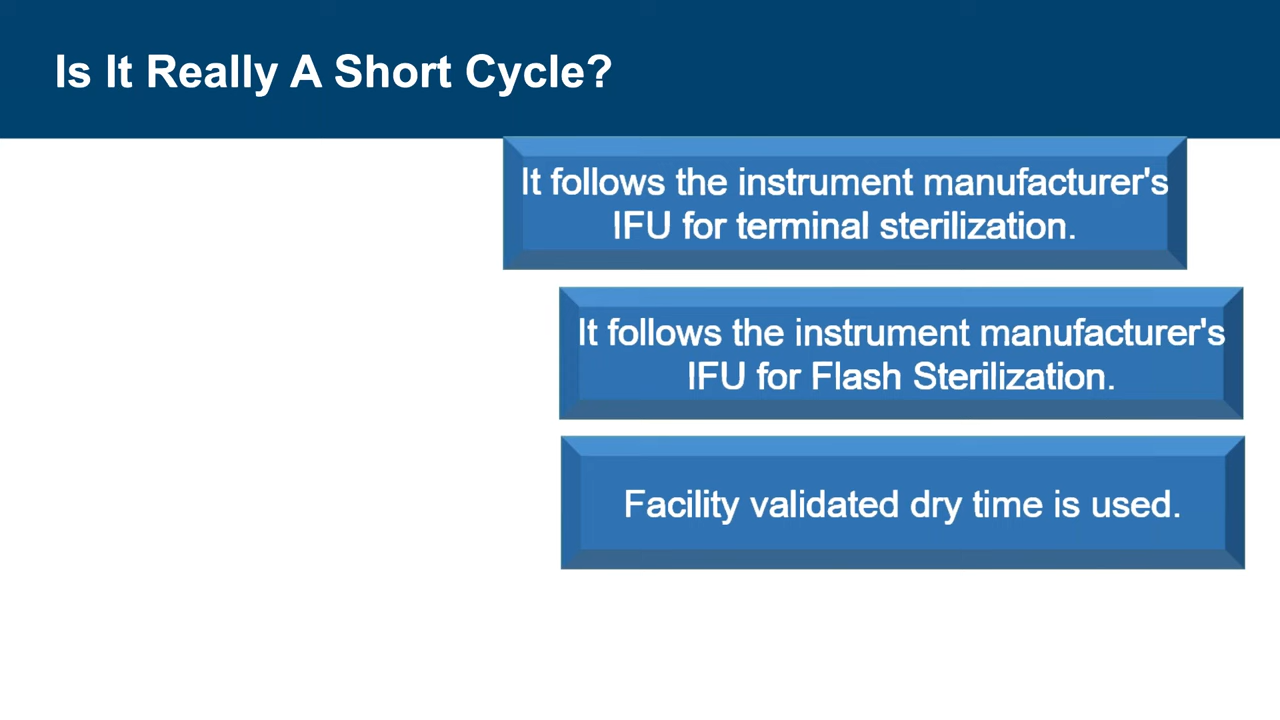 Is It Really A Short Cycle?
It follows the instrument manufacturer's
IFU for terminal sterilization.
It follows the instrument manufacturer's
IFU for Flash Sterilization.
Facility validated dry time is used.